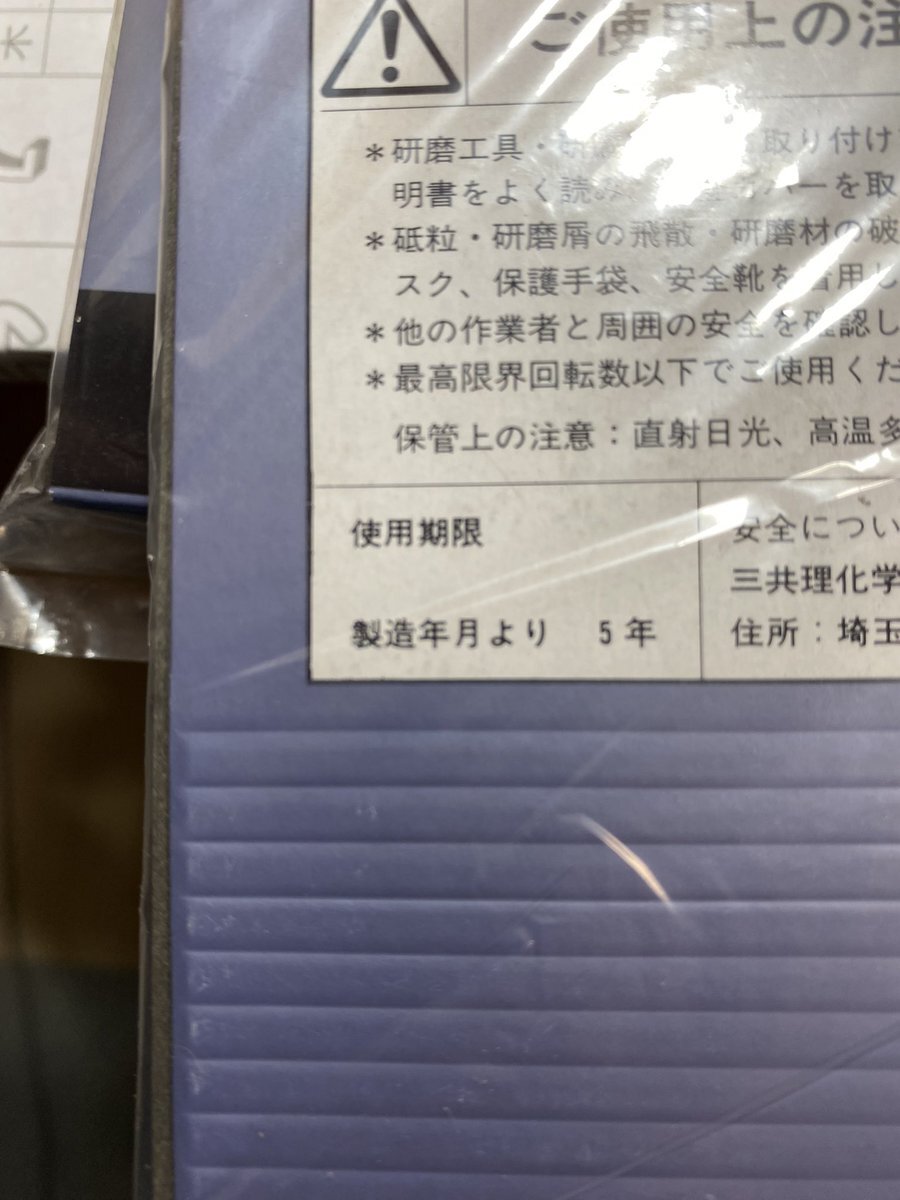 木
ご使用上の注
＊研磨工具・研 取り付け
明書をよく読み カバーを取
＊砥粒・研磨屑の飛散・研磨材の破
スク、保護手袋、安全靴を着用し
＊他の作業者と周囲の安全を確認し
＊最高限界回転数以下でご使用くだ
保管上の注意：直射日光、高温多
使用期限
製造年月より 5年
安全につい
三共理化学
住所：埼玉